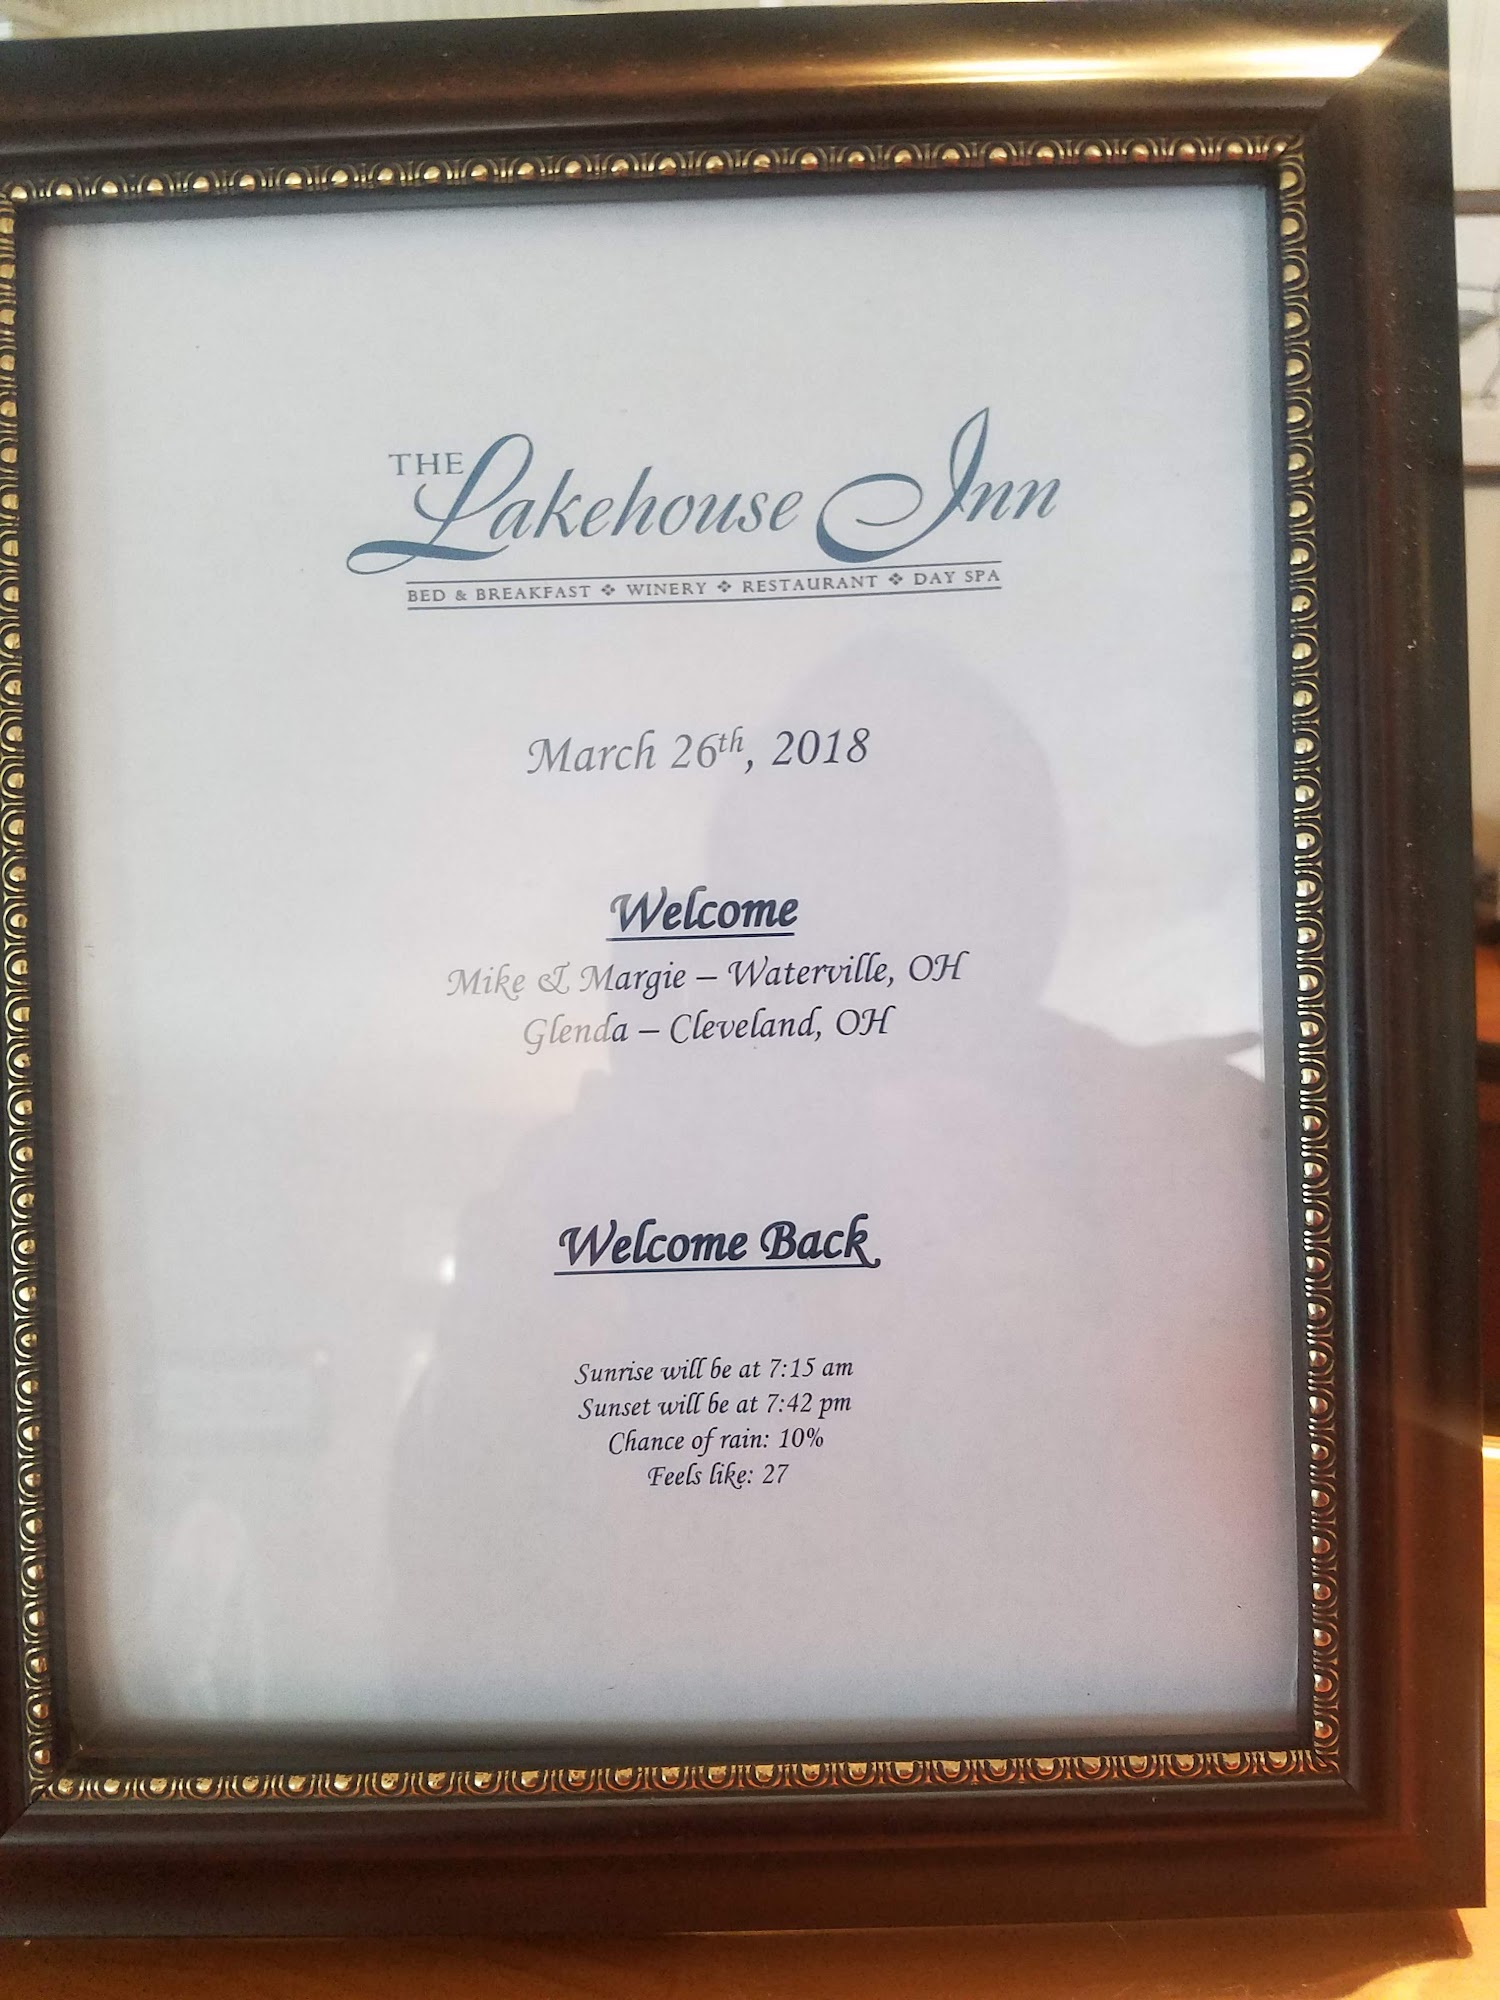 THE Lakehouse Inn
BED & BREAKFAST ❖ WINERY ❖ RESTAURANT ❖ DAY SPA
March 26th, 2018
Welcome
Mike & Margie – Waterville, OH
Glenda – Cleveland, OH
Welcome Back
Sunrise will be at 7:15 am
Sunset will be at 7:42 pm
Chance of rain: 10%
Feels like: 27